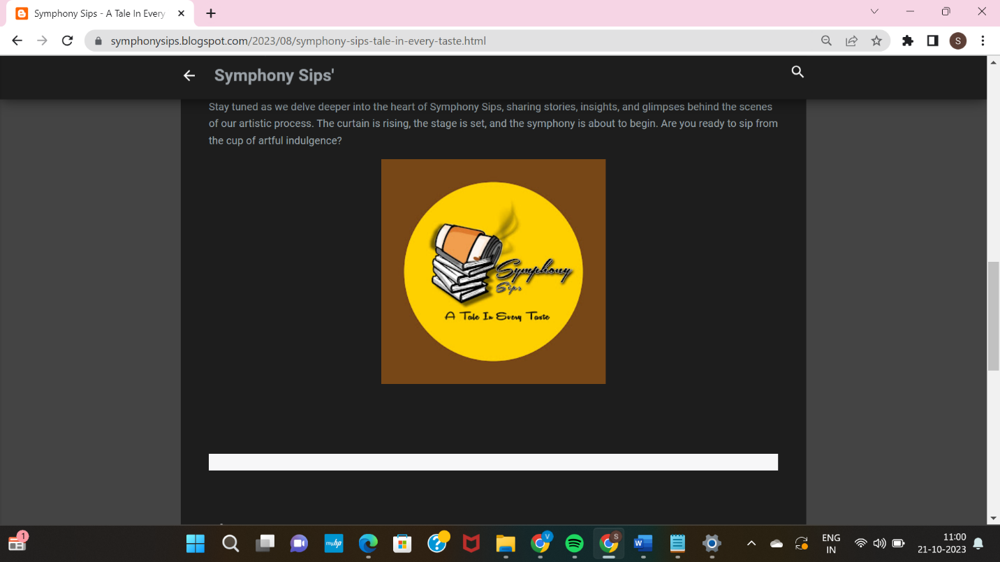 Symphony Sips - A Tale In Every
symphonysips.blogspot.com/2023/08/symphony-sips-tale-in-every-taste.html
S
Symphony Sips'
Stay tuned as we delve deeper into the heart of Symphony Sips, sharing stories, insights, and glimpses behind the scenes
of our artistic process. The curtain is rising, the stage is set, and the symphony is about to begin. Are you ready to sip from
the cup of artful indulgence?
Symphony
Sips
A Tale In Every Taste
1
myhp
?
V
S
W
ENG
IN
11:00
21-10-2023